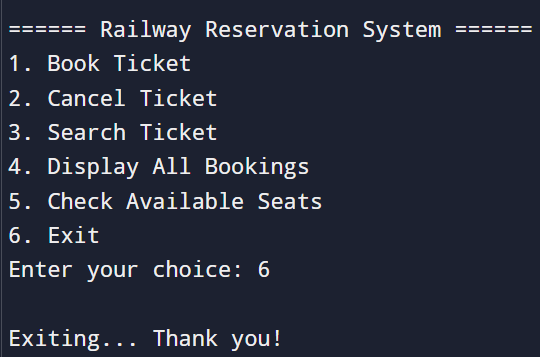 ====== Railway Reservation System ======
1. Book Ticket
2. Cancel Ticket
3. Search Ticket
4. Display All Bookings
5. Check Available Seats
6. Exit
Enter your choice: 6
Exiting... Thank you!